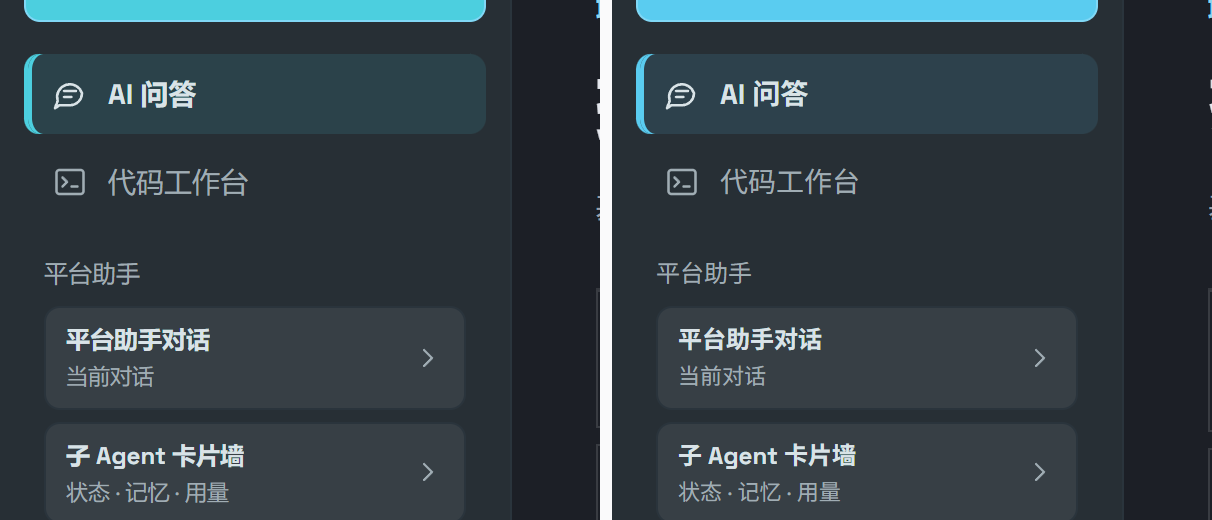 AI 问答
代码工作台
平台助手
平台助手对话
当前对话
子 Agent 卡片墙
状态 · 记忆 · 用量
AI 问答
代码工作台
平台助手
平台助手对话
当前对话
子 Agent 卡片墙
状态 · 记忆 · 用量